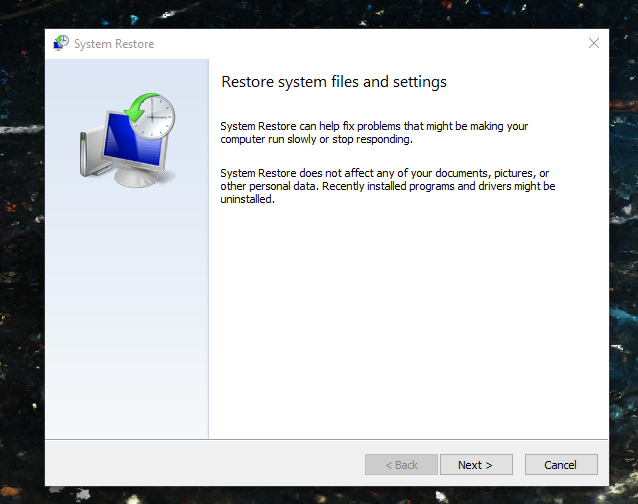 System Restore
Restore system files and settings
System Restore can help fix problems that might be making your
computer run slowly or stop responding.
System Restore does not affect any of your documents, pictures, or
other personal data. Recently installed programs and drivers might be
uninstalled.
< Back
Next >
Cancel